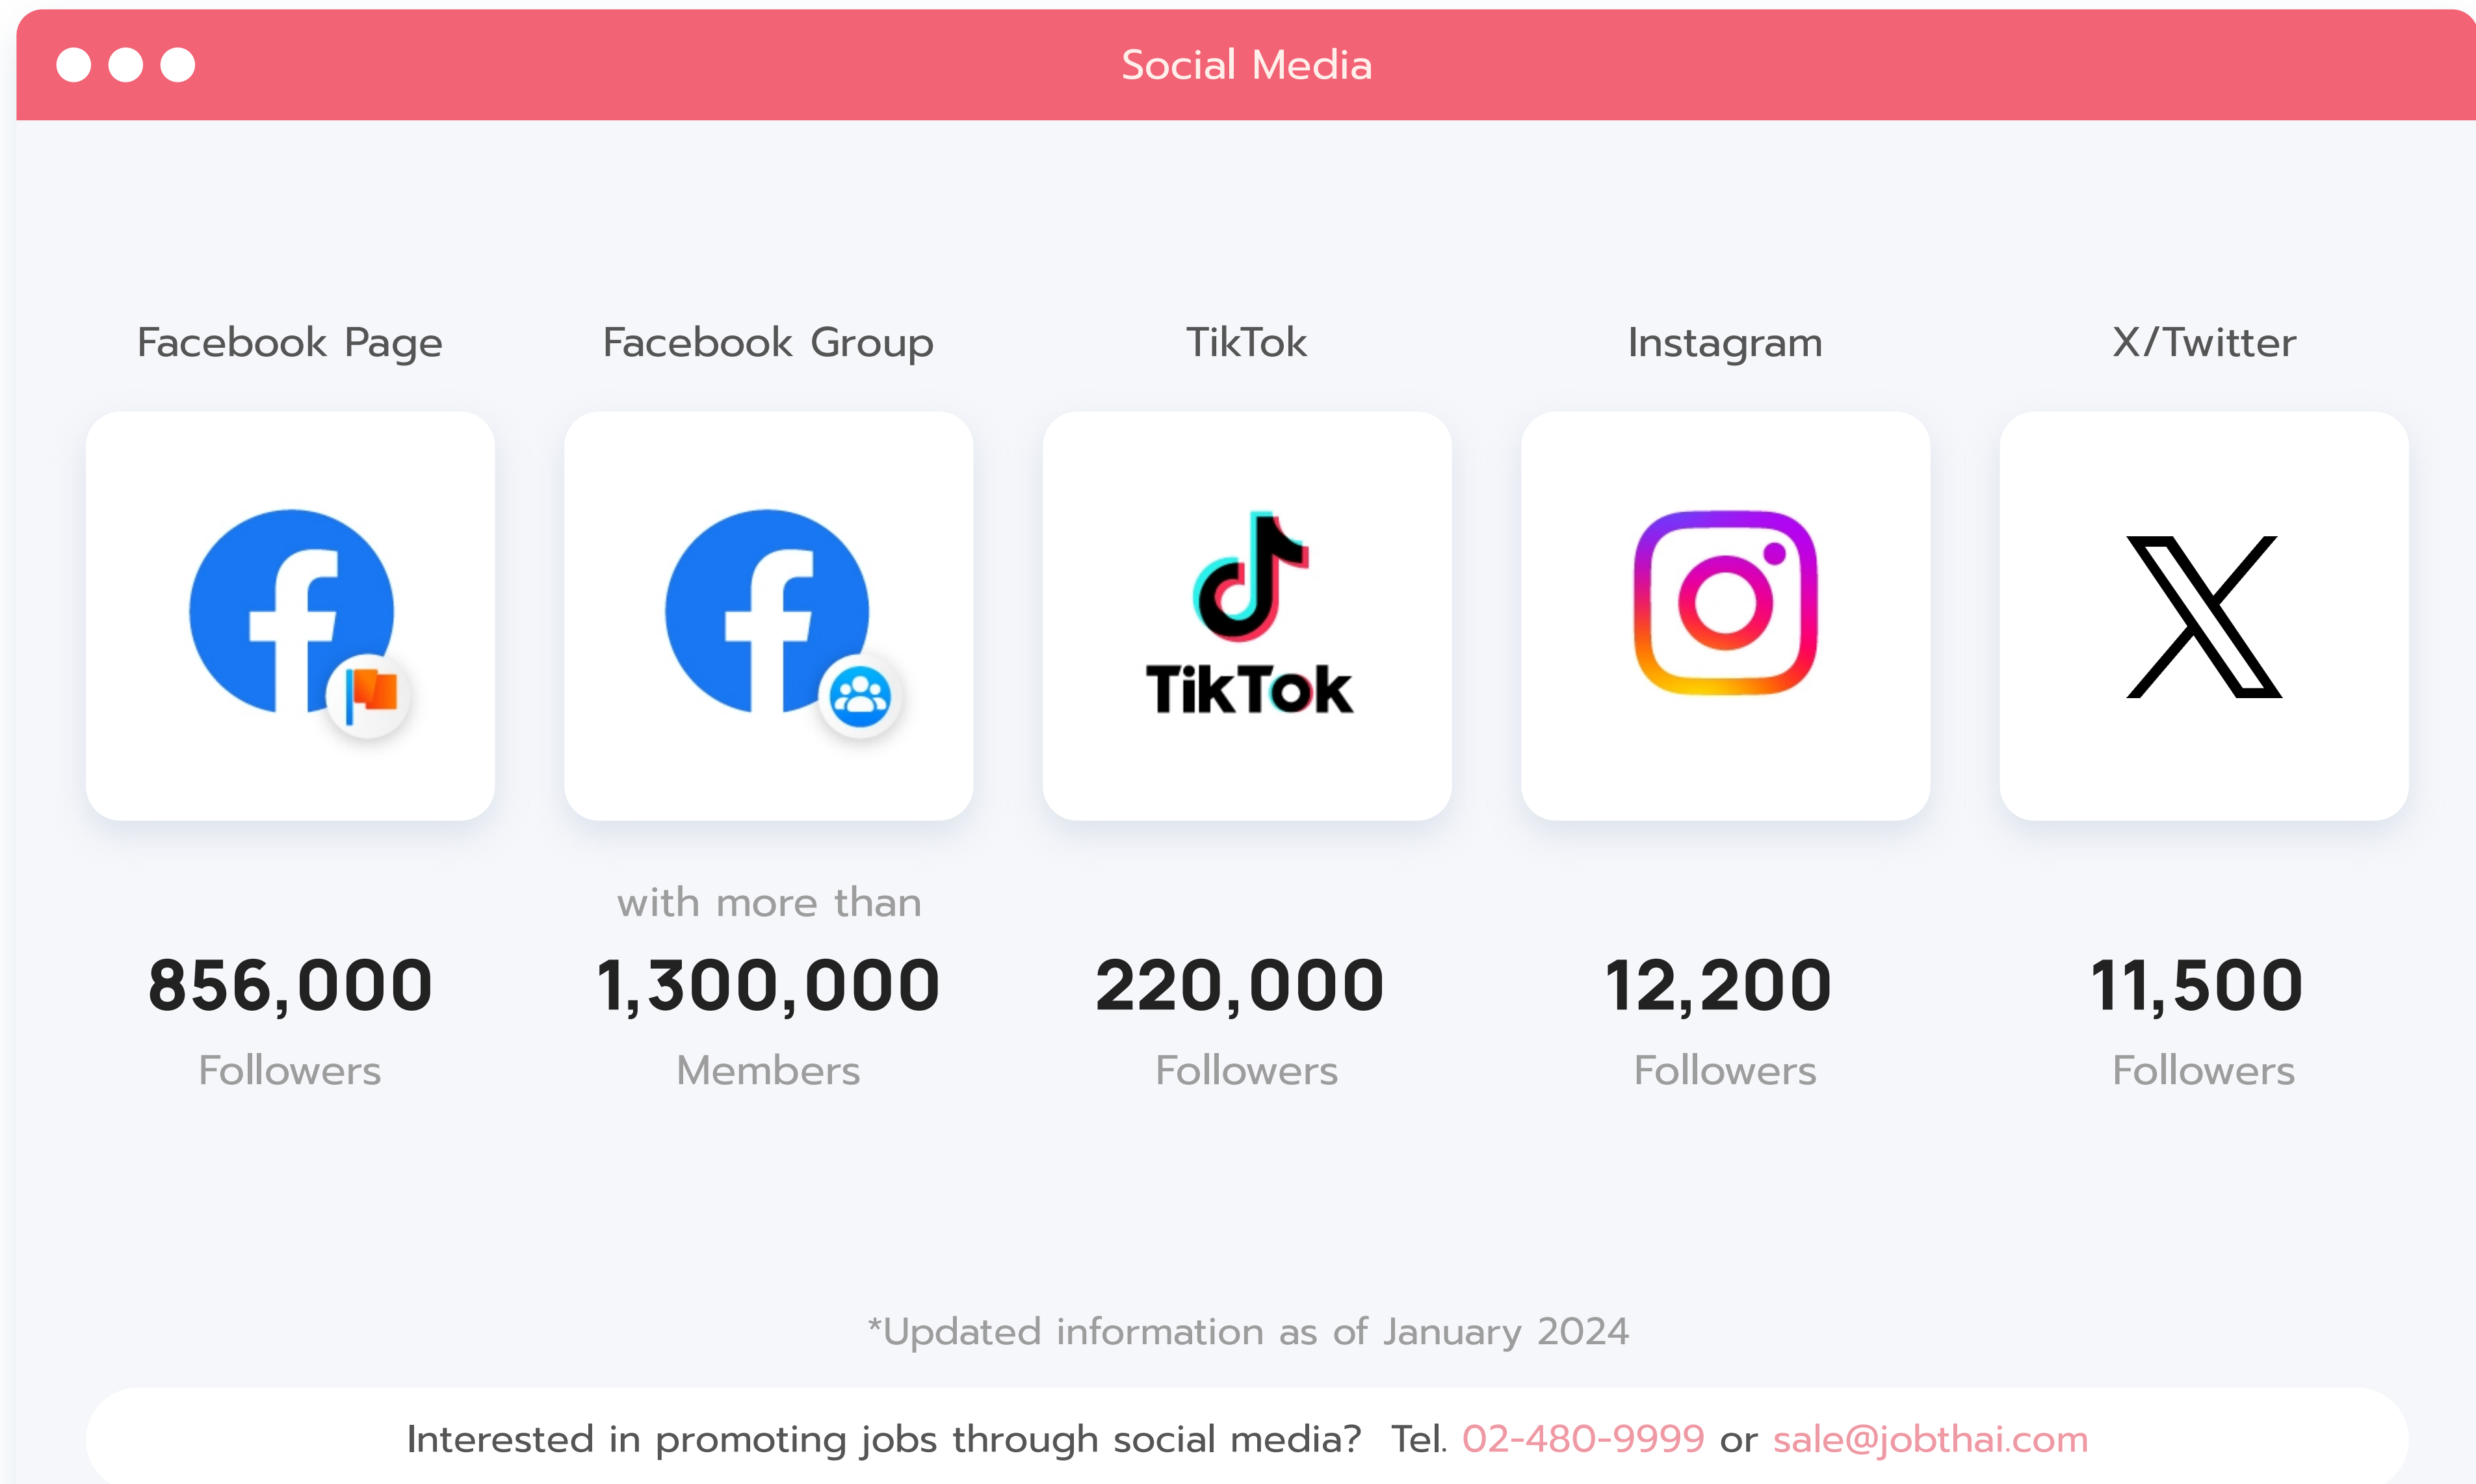 Social Media
Facebook Page
Facebook Group
TikTok
Instagram
X/Twitter
TikTok
with more than
856,000
1,300,000
220,000
12,200
11,500
Followers
Members
Followers
Followers
Followers
*Updated information as of January 2024
Interested in promoting jobs through social media? Tel. 02-480-9999 or sale@jobthai.com